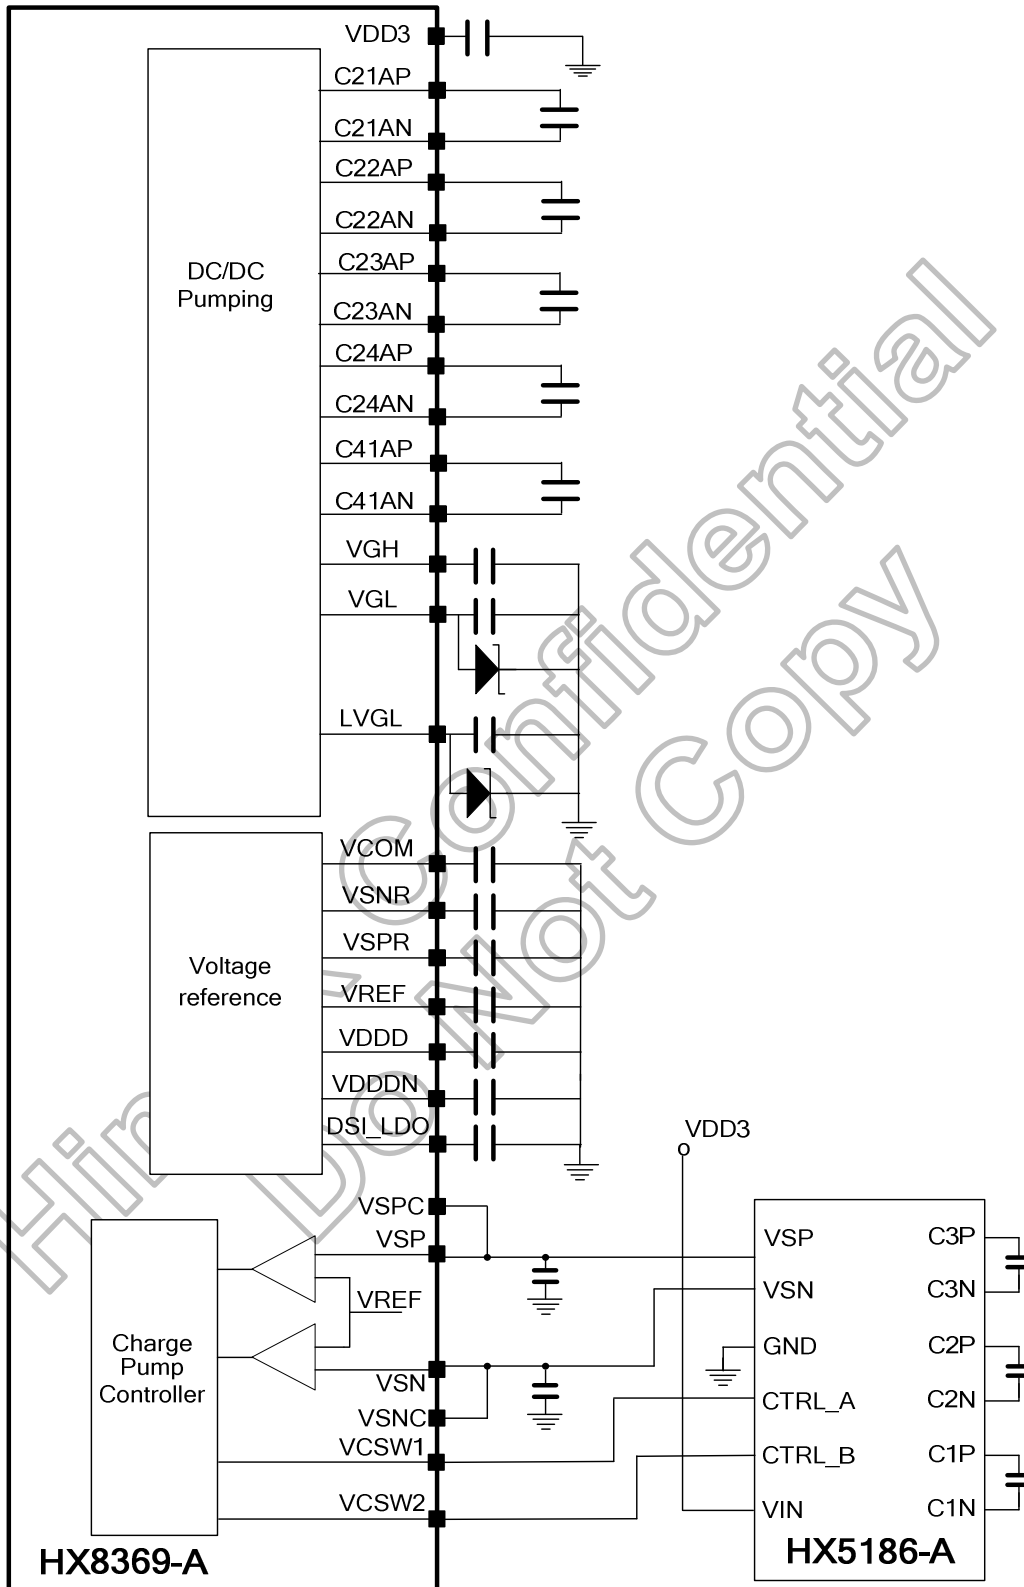 VDD3
C21AP
C21AN
C22AP
C22AN
DC/DC
Pumping
C23AP
C23AN
C24AP
C24AN
C41AP
C41AN
VGH
VGL
LVGL
Voltage
reference
VCOM
VSNR
VSPR
VREF
VDDD
VDDDN
DSI_LDO
VSPC
VSP
VREF
Charge
Pump
Controller
VSN
VSNC
VCSW1
VCSW2
HX8369-A
VDD3
VSP
C3P
VSN
C3N
GND
C2P
CTRL_A
C2N
CTRL_B
C1P
VIN
C1N
HX5186-A
Confidential
Do Not Copy